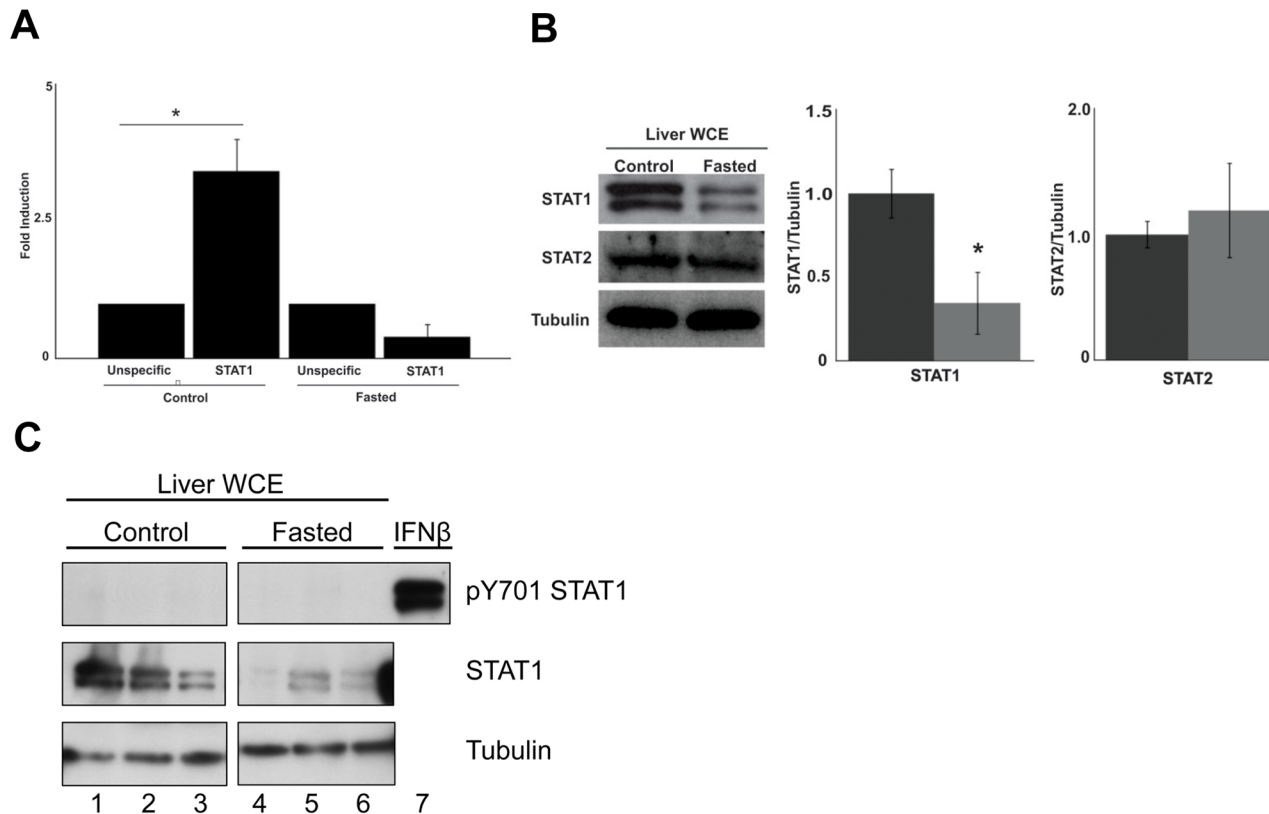 A
5
2.5
0
Fold Induction
*
Unspecific STAT1 Unspecific STAT1
Control Fasted
B
Liver WCE
Control Fasted
STAT1
STAT2
Tubulin
1.5
1.0
0.5
0
STAT1/Tubulin
*
STAT1
2.0
1.0
0
STAT2/Tubulin
STAT2
C
Liver WCE
Control Fasted IFNβ
pY701 STAT1
STAT1
Tubulin
1 2 3 4 5 6 7